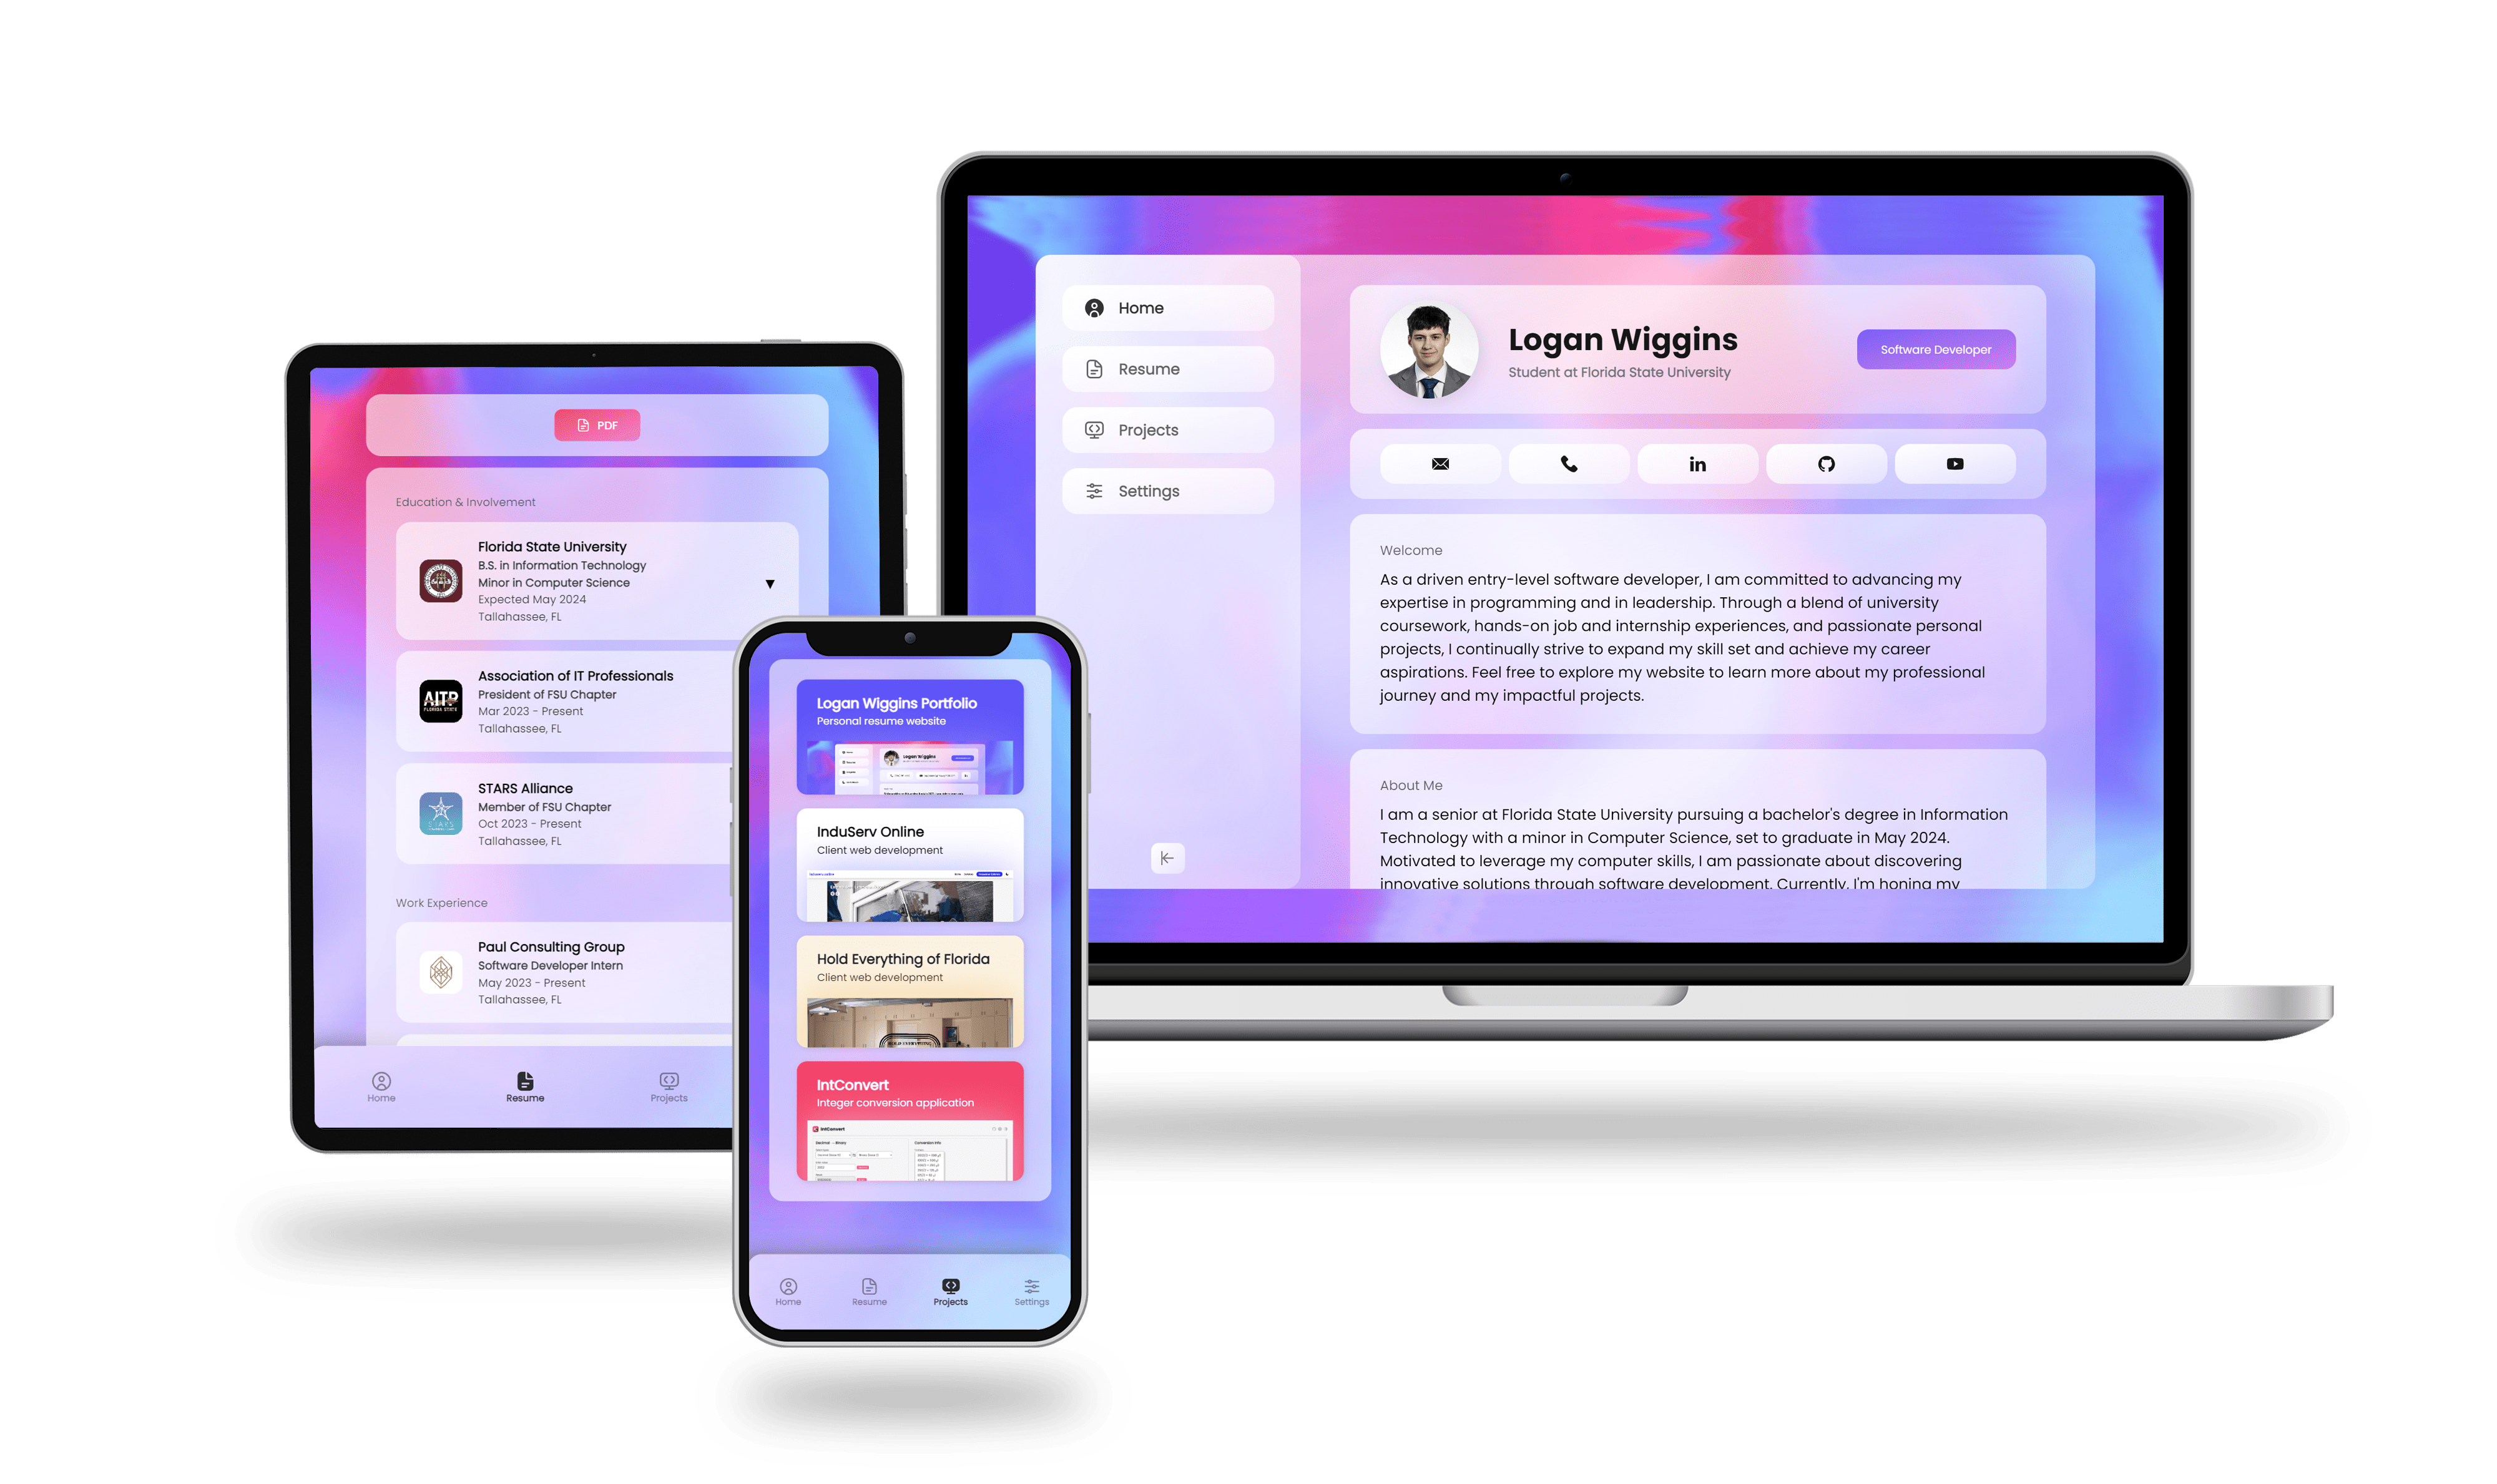 PDF
Education & Involvement
Florida State University
B.S. in Information Technology
Minor in Computer Science
Expected May 2024
Tallahassee, FL
AITP
FLORIDA STATE
Association of IT Professionals
President of FSU Chapter
Mar 2023 - Present
Tallahassee, FL
STARS
STARS Alliance
Member of FSU Chapter
Oct 2023 - Present
Tallahassee, FL
Work Experience
Paul Consulting Group
Software Developer Intern
May 2023 - Present
Tallahassee, FL
Home
Resume
Projects
Logan Wiggins Portfolio
Personal resume website
Logan Wiggins
InduServ Online
Client web development
Hold Everything of Florida
Client web development
IntConvert
Integer conversion application
IntConvert
Home
Resume
Projects
Settings
Home
Resume
Projects
Settings
Logan Wiggins
Student at Florida State University
Software Developer
in
Welcome
As a driven entry-level software developer, I am committed to advancing my
expertise in programming and in leadership. Through a blend of university
coursework, hands-on job and internship experiences, and passionate personal
projects, I continually strive to expand my skill set and achieve my career
aspirations. Feel free to explore my website to learn more about my professional
journey and my impactful projects.
About Me
I am a senior at Florida State University pursuing a bachelor's degree in Information
Technology with a minor in Computer Science, set to graduate in May 2024.
Motivated to leverage my computer skills, I am passionate about discovering
innovative solutions through software development. Currently, I'm honing my